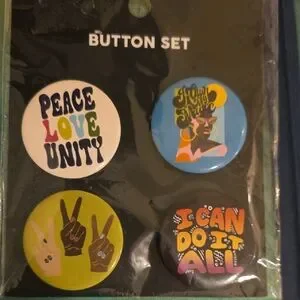 BUTTON SET
PEACE
LOVE
UNITY
I CAN
DO IT
ALL